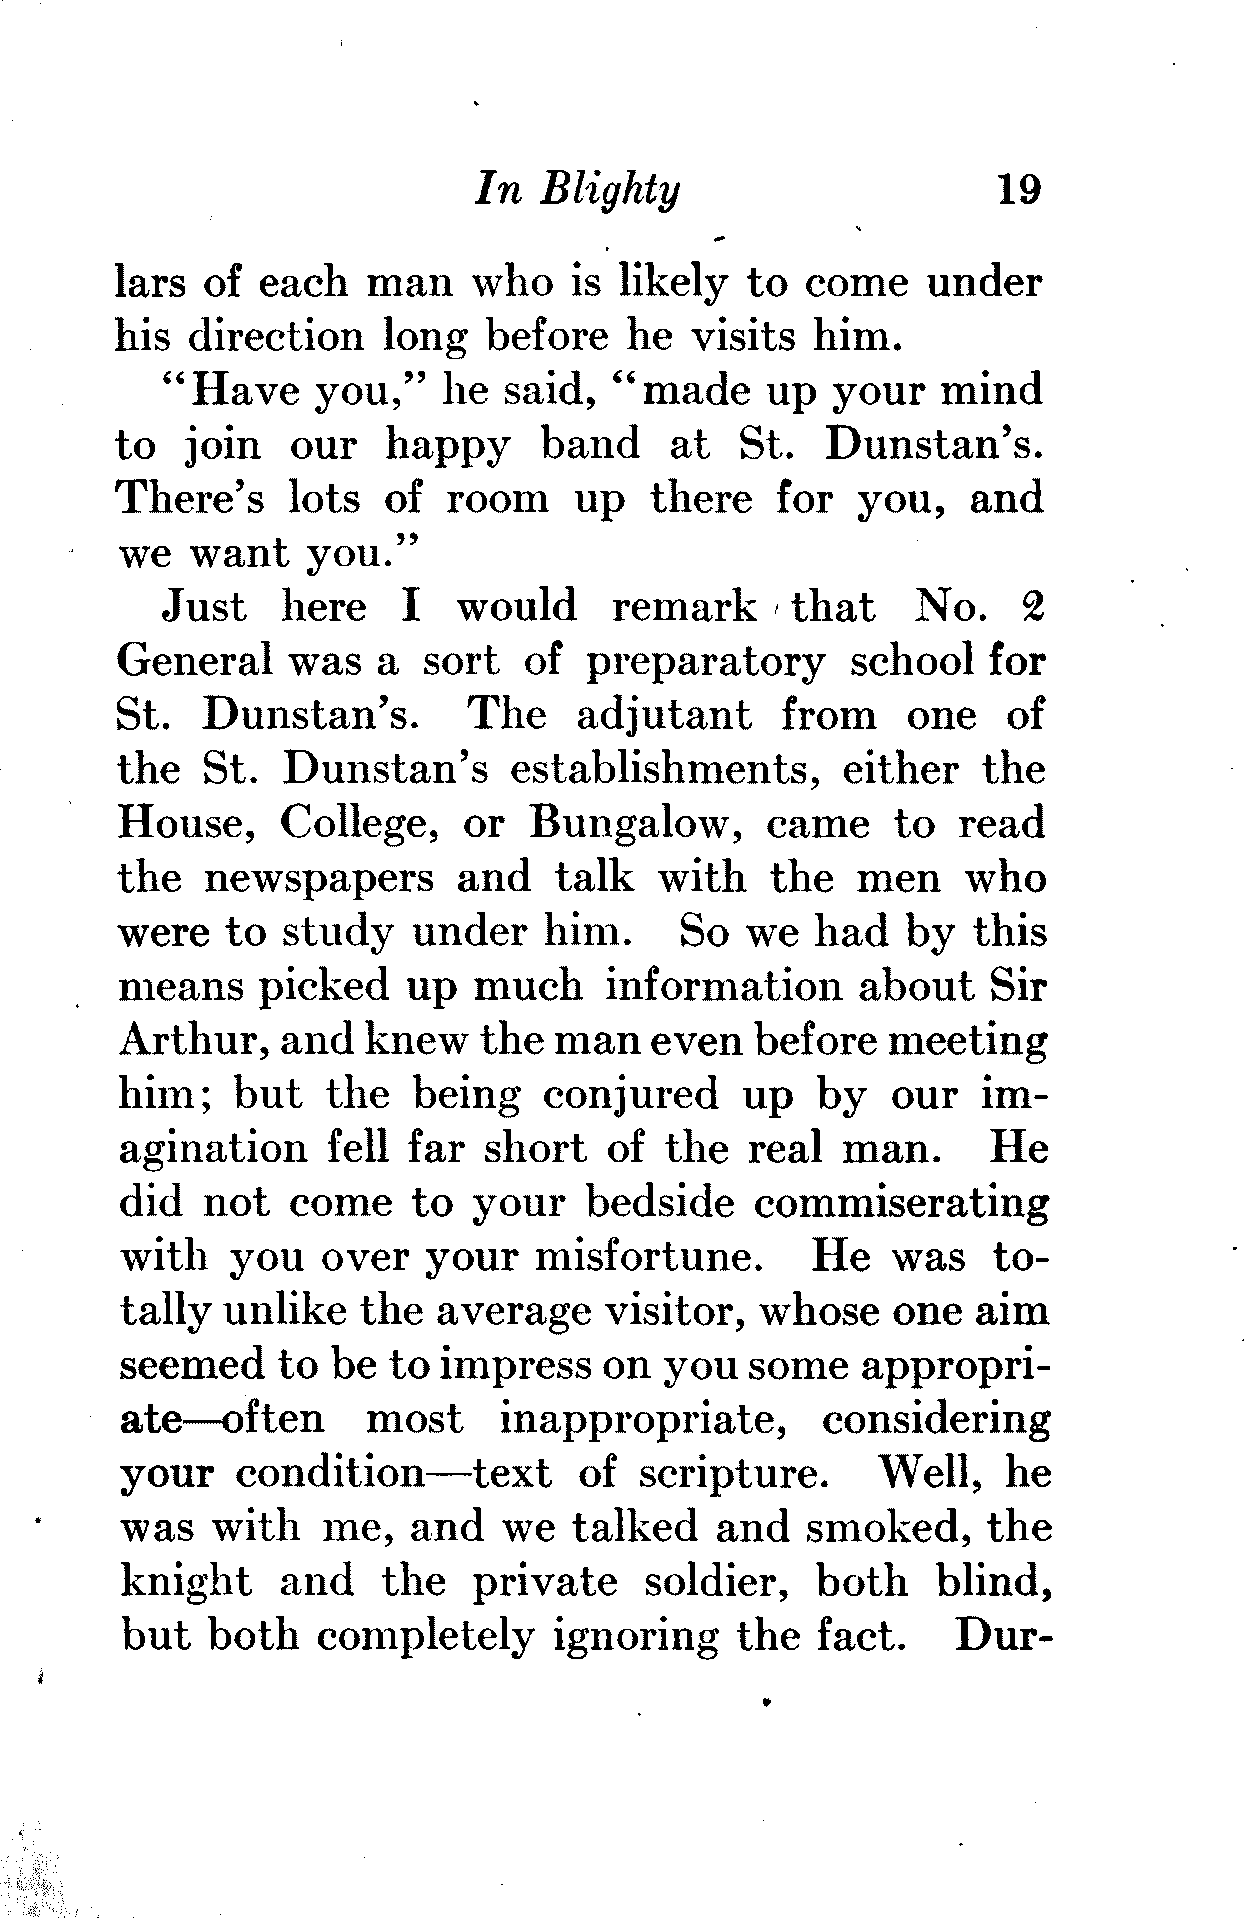 In Blighty 19
lars of each man who is likely to come under
his direction long before he visits him.
"Have you," he said, "made up your mind
to join our happy band at St. Dunstan's.
There's lots of room up there for you, and
we want you."
Just here I would remark that No. 2
General was a sort of preparatory school for
St. Dunstan's. The adjutant from one of
the St. Dunstan's establishments, either the
House, College, or Bungalow, came to read
the newspapers and talk with the men who
were to study under him. So we had by this
means picked up much information about Sir
Arthur, and knew the man even before meeting
him; but the being conjured up by our im-
agination fell far short of the real man. He
did not come to your bedside commiserating
with you over your misfortune. He was to-
tally unlike the average visitor, whose one aim
seemed to be to impress on you some appropri-
ate—often most inappropriate, considering
your condition—text of scripture. Well, he
was with me, and we talked and smoked, the
knight and the private soldier, both blind,
but both completely ignoring the fact. Dur-